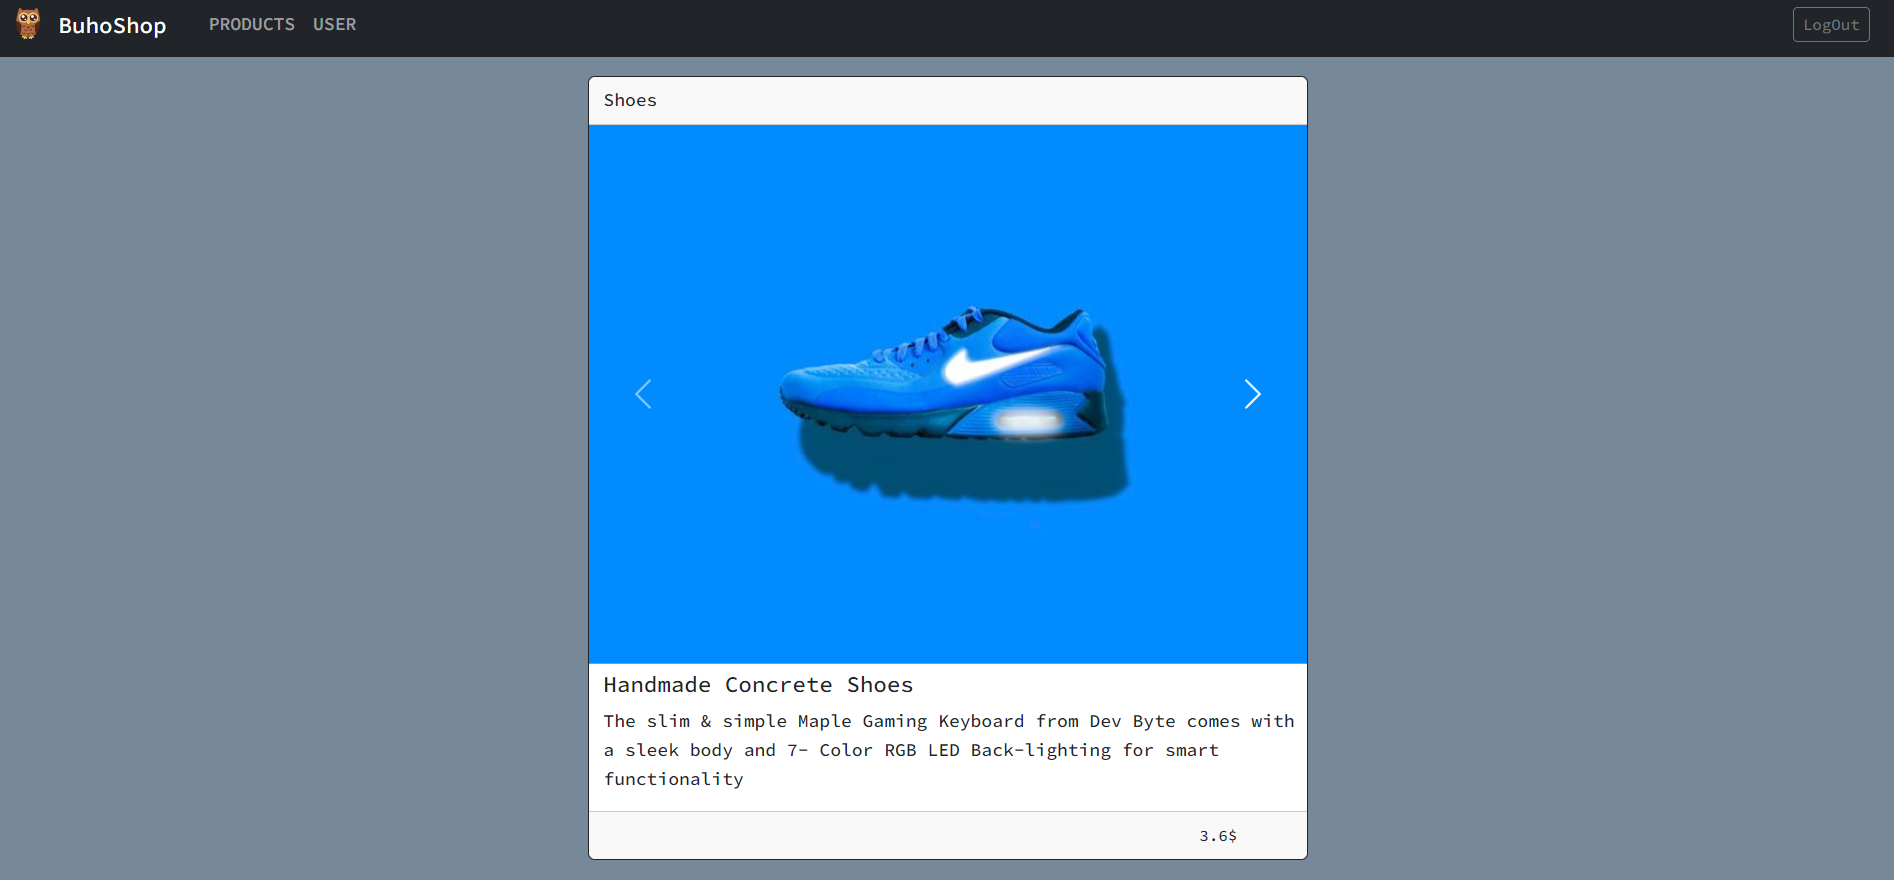 BuhoShop
PRODUCTS
USER
LogOut
Shoes
Handmade Concrete Shoes
The slim & simple Maple Gaming Keyboard from Dev Byte comes with
a sleek body and 7- Color RGB LED Back-lighting for smart
functionality
3.6$